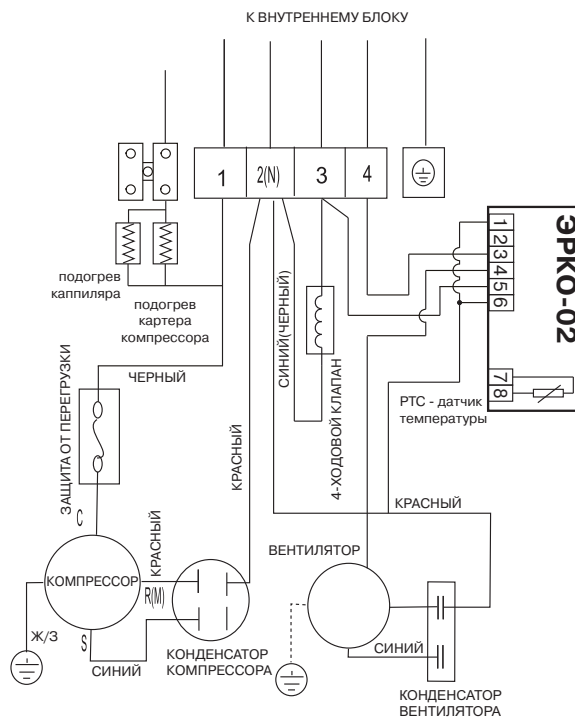 К ВНУТРЕННЕМУ БЛОКУ
1
2(N)
3
4
подогрев
каппиляра
подогрев
картера
компрессора
ЧЕРНЫЙ
ЗАЩИТА ОТ ПЕРЕГРУЗКИ
СИНИЙ(ЧЕРНЫЙ)
4-ХОДОВОЙ КЛАПАН
КРАСНЫЙ
ЭРКО-02
1
2
3
4
5
6
7
8
РТС - датчик
температуры
КРАСНЫЙ
C
КОМПРЕССОР
КРАСНЫЙ
R(M)
S
Ж/З
СИНИЙ
КОНДЕНСАТОР
КОМПРЕССОРА
ВЕНТИЛЯТОР
СИНИЙ
КОНДЕНСАТОР
ВЕНТИЛЯТОРА